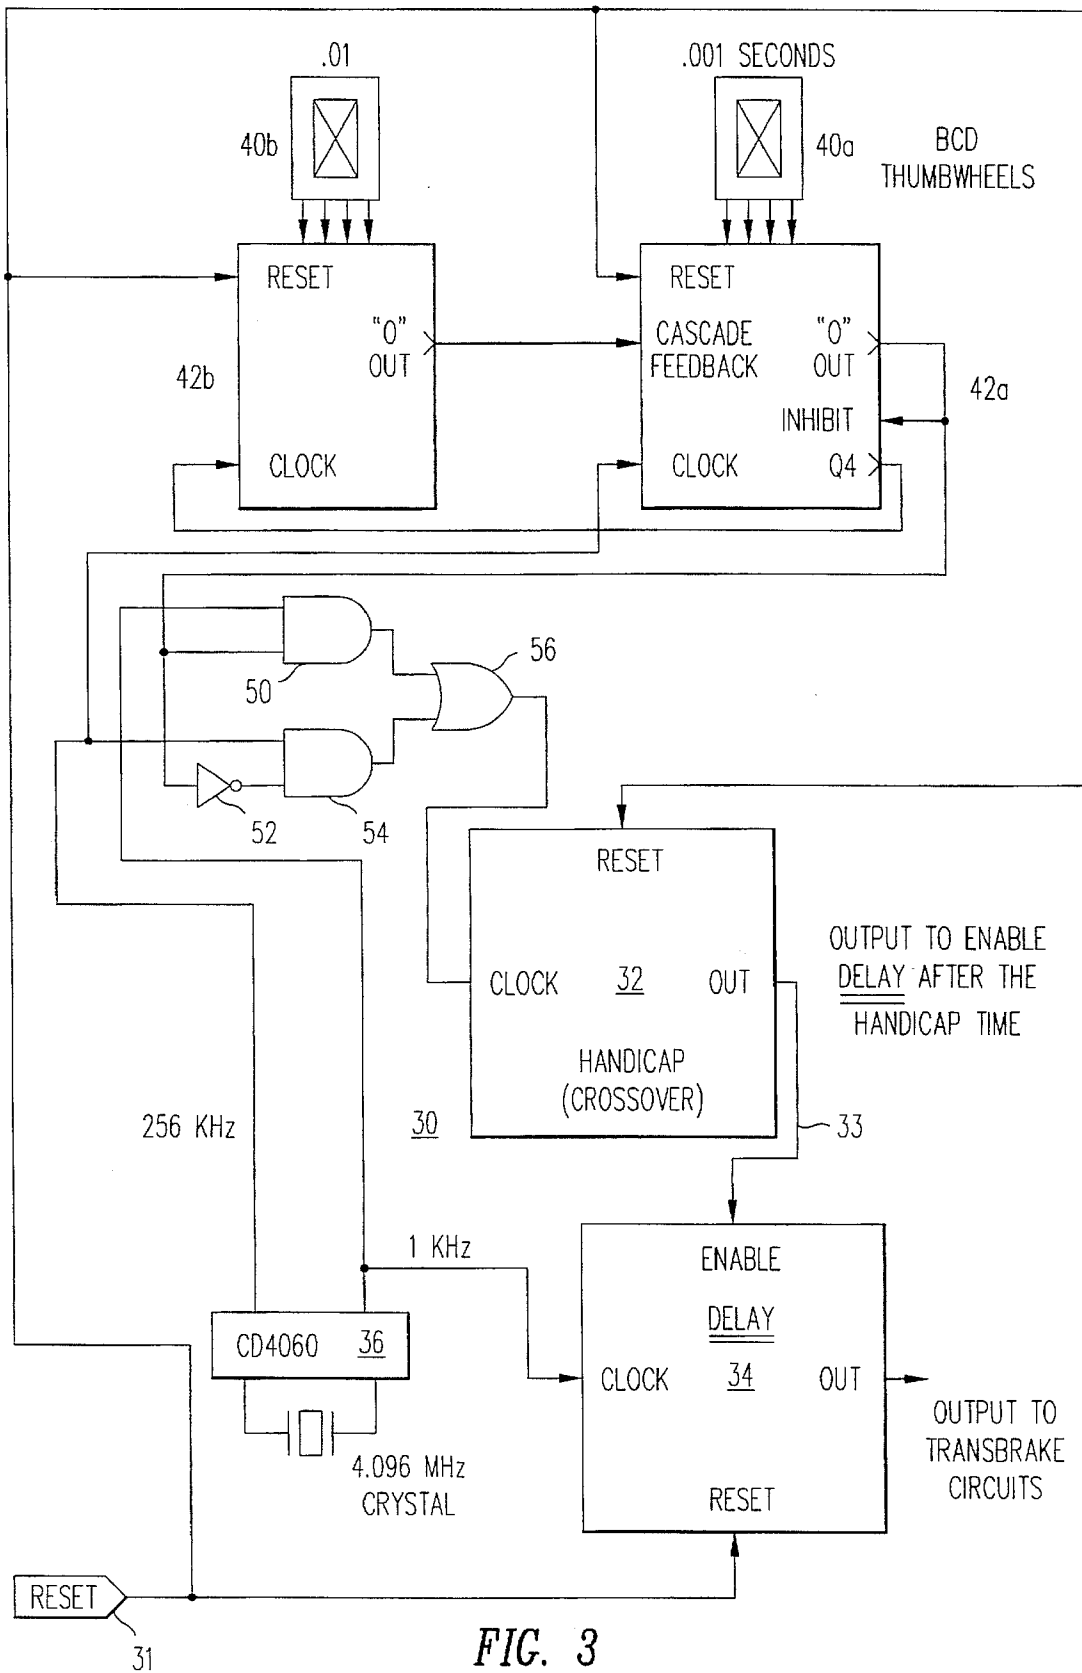 .01
.001 SECONDS
40b
40a
BCD
THUMBWHEELS
RESET
"0"
OUT
42b
CLOCK
RESET
CASCADE
FEEDBACK
"0"
OUT
INHIBIT
CLOCK
Q4
42a
50
56
52
54
RESET
CLOCK
32
OUT
HANDICAP
(CROSSOVER)
OUTPUT TO ENABLE
DELAY AFTER THE
HANDICAP TIME
256 KHz
30
33
1 KHz
ENABLE
DELAY
CLOCK
34
OUT
RESET
CD4060 36
4.096 MHz
CRYSTAL
OUTPUT TO
TRANSBRAKE
CIRCUITS
RESET
31
FIG. 3